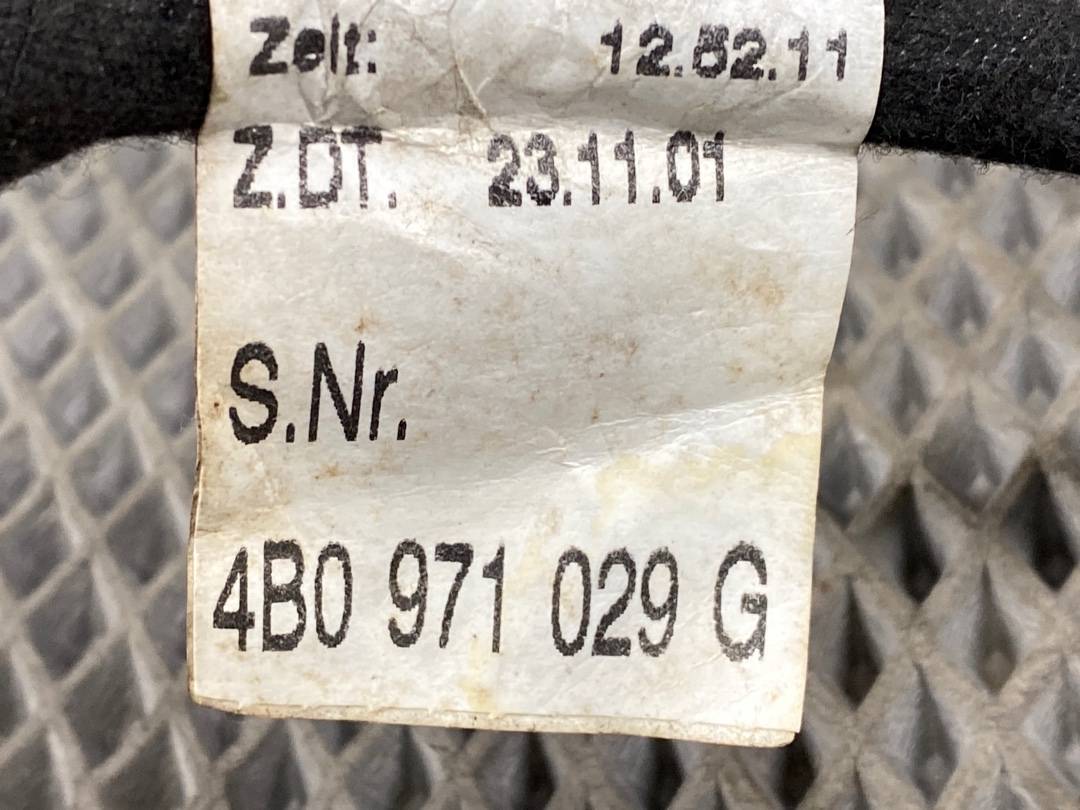 Zeit: 12.52.11
Z.DT. 23.11.01
S.Nr.
4B0 971 029 G